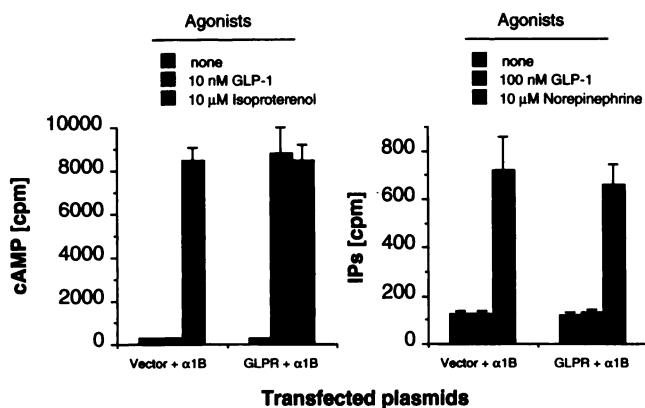 Agonists
none
10 nM GLP-1
10 µM Isoproterenol
cAMP [cpm]
10000
8000
6000
4000
2000
0
Vector + α1B
GLPR + α1B
Agonists
none
100 nM GLP-1
10 µM Norepinephrine
IPs [cpm]
800
600
400
200
0
Vector + α1B
GLPR + α1B
Transfected plasmids